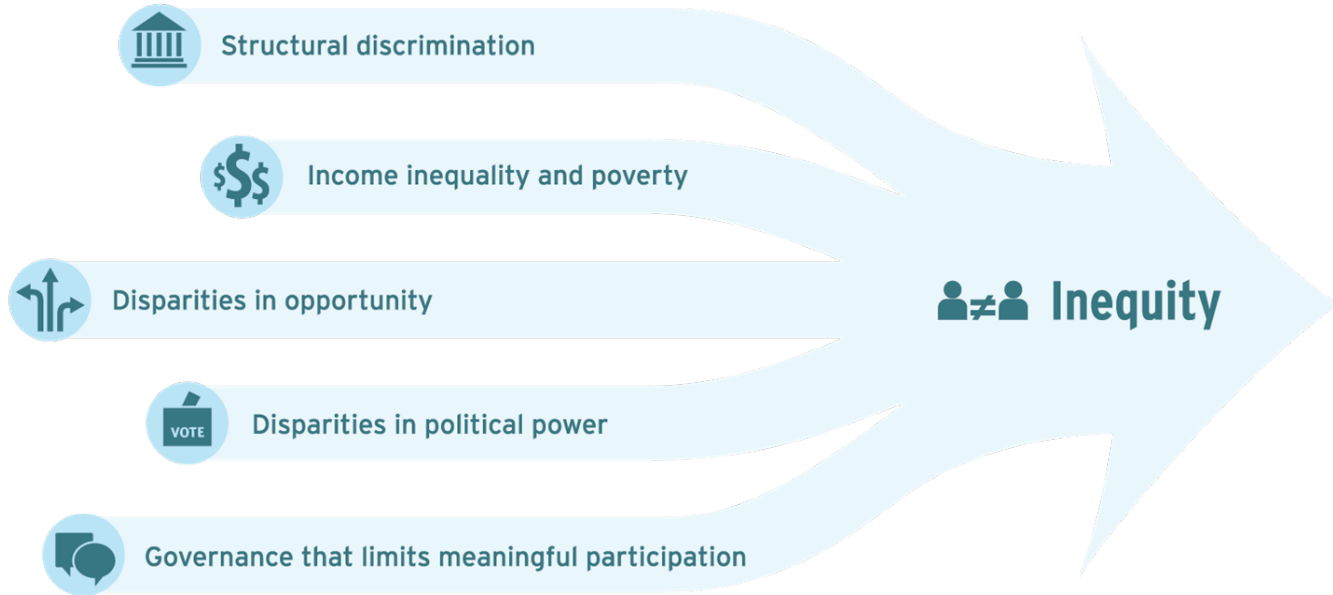 Structural discrimination
$$$
Income inequality and poverty
Disparities in opportunity
≠ Inequity
VOTE
Disparities in political power
Governance that limits meaningful participation